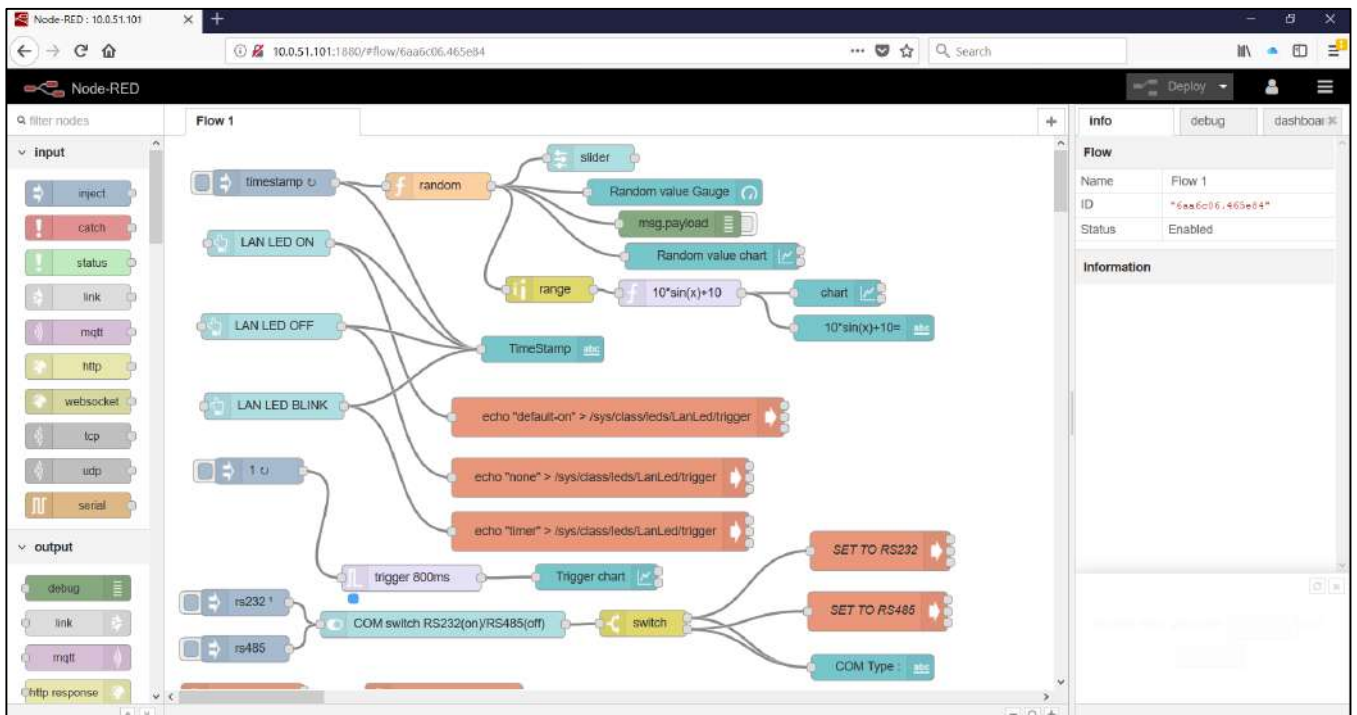 Node-RED : 10.0.51.101
10.0.51.101:1880/#flow/6aa6c06.465e84
Search
Node-RED
Deploy
filter nodes
Flow 1
info
debug
dashboar
input
Flow
inject
timestamp ↻
random
slider
Name
Flow 1
Random value Gauge
ID
"6aa6c06.465e84"
catch
msg.payload
Status
Enabled
status
LAN LED ON
Random value chart
Information
link
range
10*sin(x)+10
chart
mqtt
LAN LED OFF
10*sin(x)+10=
abc
http
TimeStamp
abc
websocket
LAN LED BLINK
echo "default-on" > /sys/class/leds/LanLed/trigger
tcp
udp
1 ↻
echo "none" > /sys/class/leds/LanLed/trigger
serial
echo "timer" > /sys/class/leds/LanLed/trigger
output
SET TO RS232
debug
trigger 800ms
Trigger chart
rs232 ¹
SET TO RS485
link
COM switch RS232(on)/RS485(off)
switch
rs485
mqtt
COM Type :
abc
http response